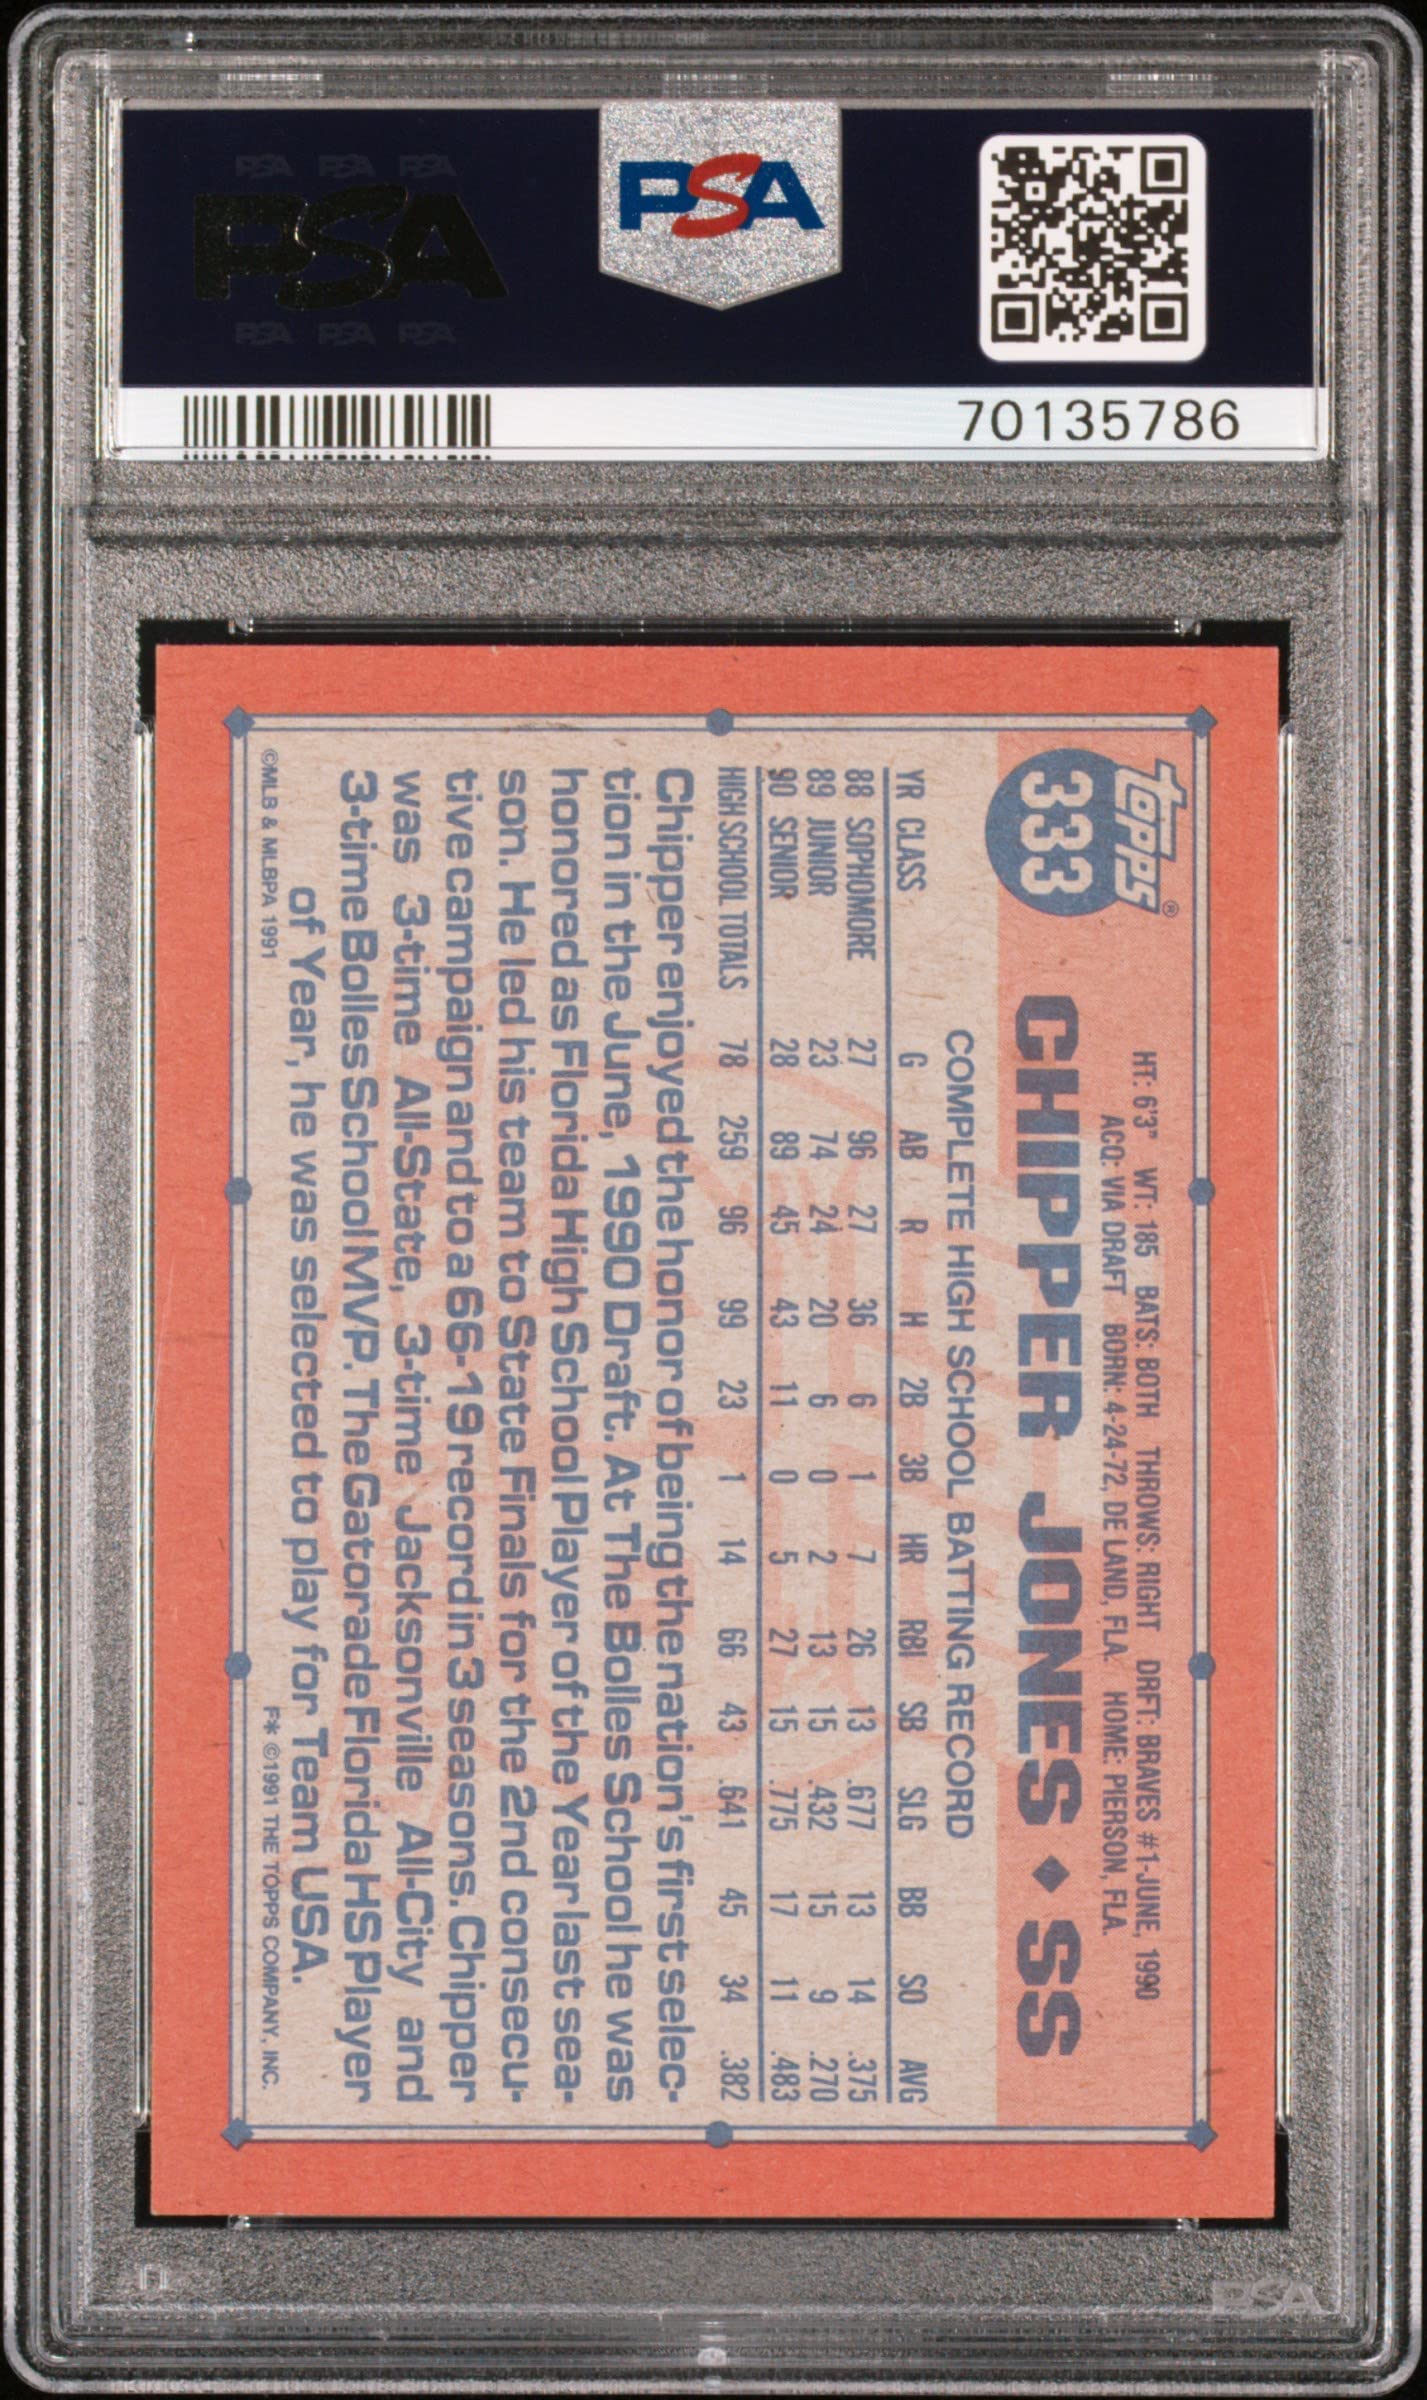 PSA PSA PSA
PSA
PSA PSA PSA
PSA
70135786
topps®
333
HT: 6'3" WT: 185 BATS: BOTH THROWS: RIGHT DRFT: BRAVES #1-JUNE, 1990
ACQ: VIA DRAFT BORN: 4-24-72, DE LAND, FLA. HOME: PIERSON, FLA.
CHIPPER JONES ♦ SS
COMPLETE HIGH SCHOOL BATTING RECORD
YR CLASS G AB R H 2B 3B HR RBI SB SLG BB SO AVG
88 SOPHOMORE 27 96 27 36 6 1 7 26 13 .677 13 14 .375
89 JUNIOR 23 74 24 20 6 0 2 13 15 .432 15 9 .270
90 SENIOR 28 89 45 43 11 0 5 27 15 .775 17 11 .483
HIGH SCHOOL TOTALS 78 259 96 99 23 1 14 66 43 .641 45 34 .382
Chipper enjoyed the honor of being the nation's first selec-
tion in the June, 1990 Draft. At The Bolles School he was
honored as Florida High School Player of the Year last sea-
son. He led his team to State Finals for the 2nd consecu-
tive campaign and to a 66-19 record in 3 seasons. Chipper
was 3-time All-State, 3-time Jacksonville All-City and
3-time Bolles School MVP. The Gatorade Florida HS Player
of Year, he was selected to play for Team USA.
©MLB & MLBPA 1991
F* ©1991 THE TOPPS COMPANY, INC.
PSA